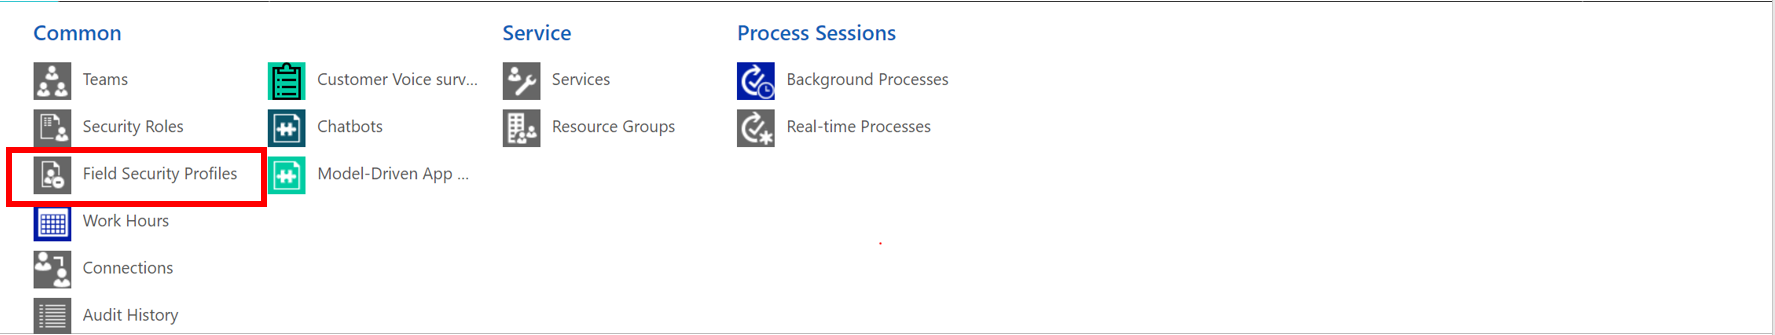 Common
Teams
Security Roles
Field Security Profiles
Work Hours
Connections
Audit History
Customer Voice surv...
Chatbots
Model-Driven App ...
Service
Services
Resource Groups
Process Sessions
Background Processes
Real-time Processes